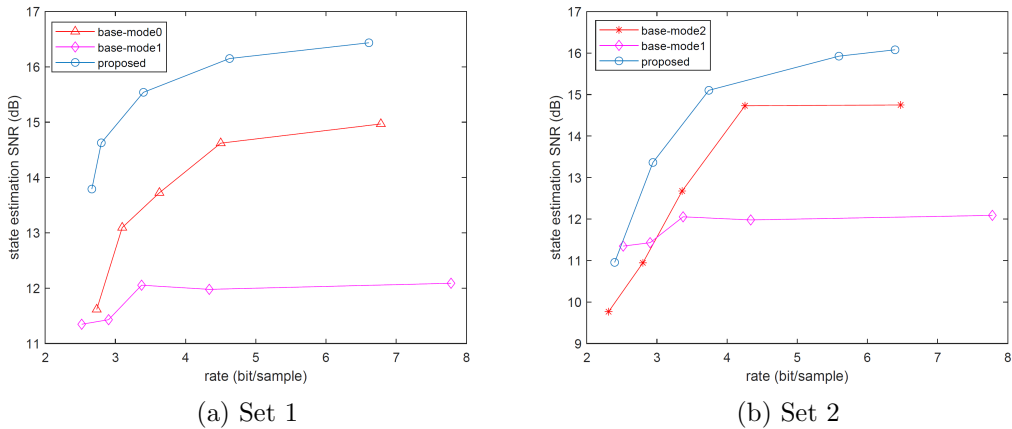 17
16
15
14
13
12
11
state estimation SNR (dB)
base-mode0
base-mode1
proposed
2 3 4 5 6 7 8
rate (bit/sample)
(a) Set 1
17
16
15
14
13
12
11
10
9
state estimation SNR (dB)
base-mode2
base-mode1
proposed
2 3 4 5 6 7 8
rate (bit/sample)
(b) Set 2